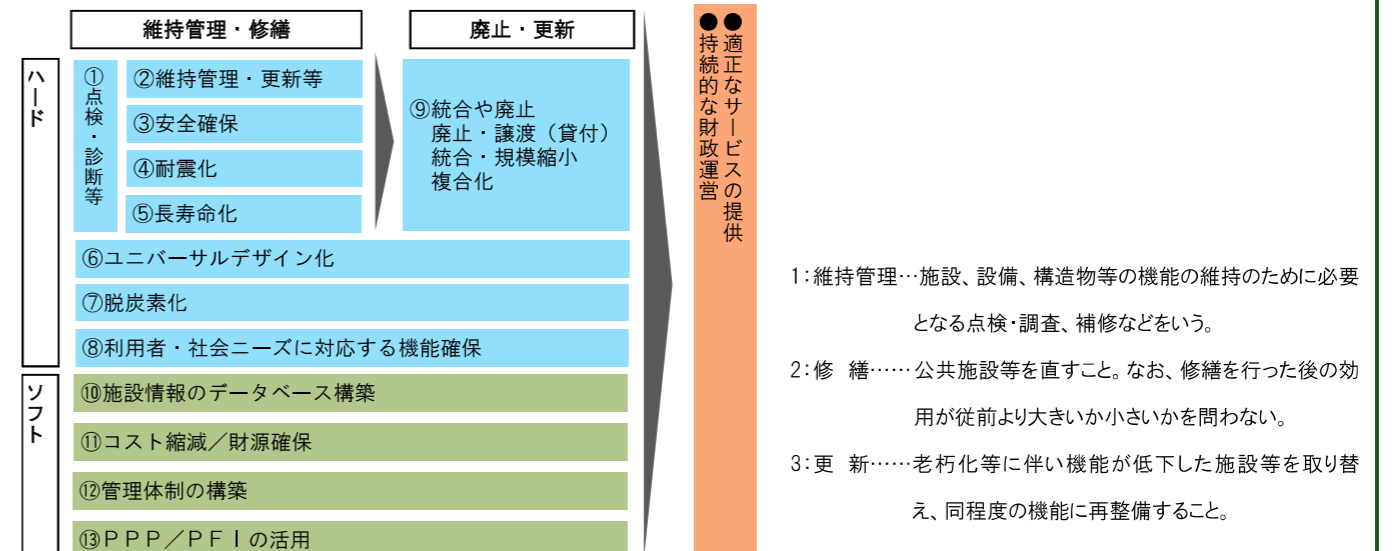 維持管理・修繕
廃止・更新
ハード
①点検・診断等
②維持管理・更新等
③安全確保
④耐震化
⑤長寿命化
⑨統合や廃止
廃止・譲渡（貸付）
統合・規模縮小
複合化
⑥ユニバーサルデザイン化
⑦脱炭素化
⑧利用者・社会ニーズに対応する機能確保
ソフト
⑩施設情報のデータベース構築
⑪コスト縮減／財源確保
⑫管理体制の構築
⑬ＰＰＰ／ＰＦＩの活用
●適正なサービスの提供
●持続的な財政運営
1：維持管理…施設、設備、構造物等の機能の維持のために必要
となる点検・調査、補修などをいう。
2：修　繕……公共施設等を直すこと。なお、修繕を行った後の効
用が従前より大きいか小さいかを問わない。
3：更　新……老朽化等に伴い機能が低下した施設等を取り替
え、同程度の機能に再整備すること。